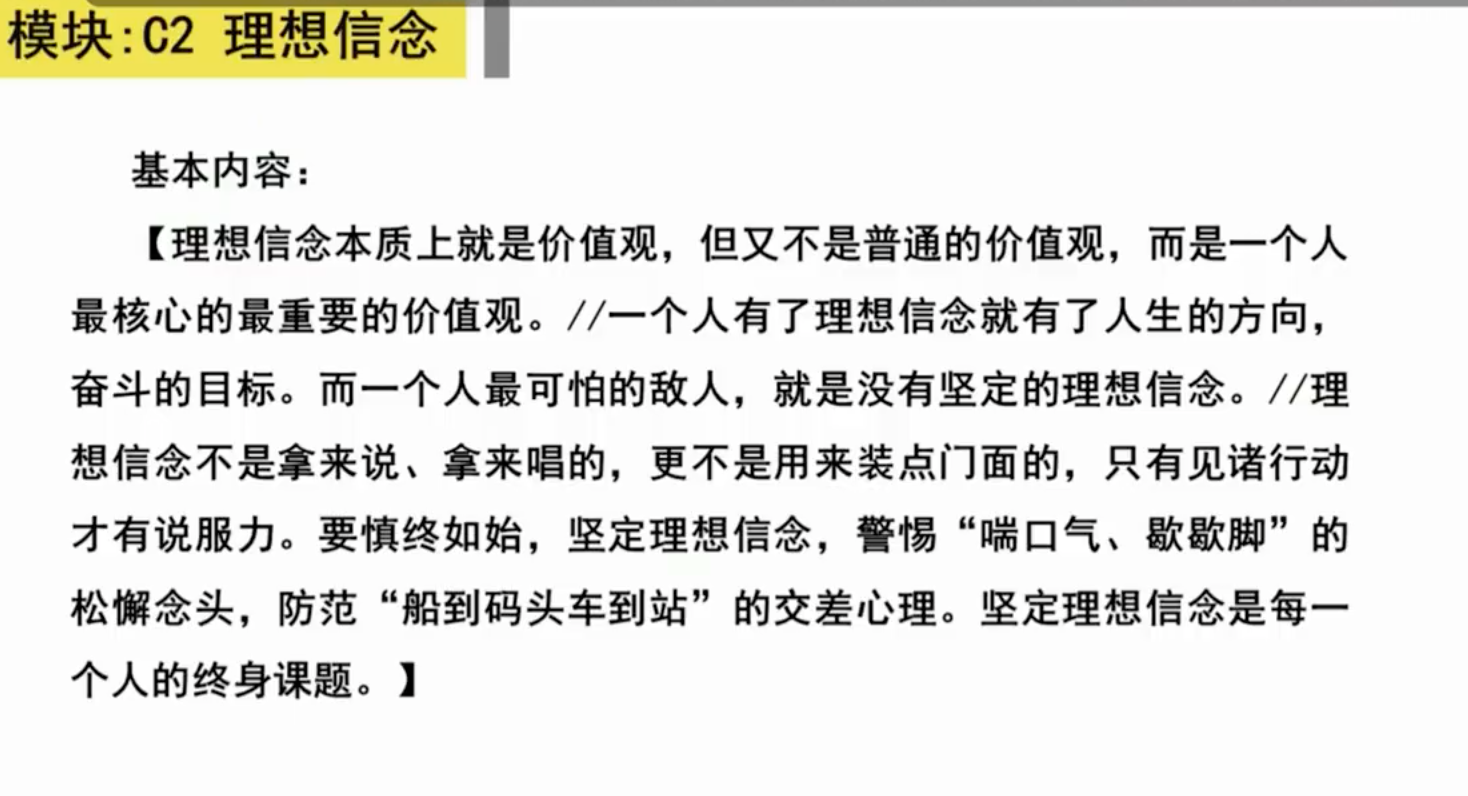 模块:C2 理想信念
基本内容：
【理想信念本质上就是价值观，但又不是普通的价值观，而是一个人
最核心的最重要的价值观。//一个人有了理想信念就有了人生的方向，
奋斗的目标。而一个人最可怕的敌人，就是没有坚定的理想信念。//理
想信念不是拿来说、拿来唱的，更不是用来装点门面的，只有见诸行动
才有说服力。要慎终如始，坚定理想信念，警惕“喘口气、歇歇脚”的
松懈念头，防范“船到码头车到站”的交差心理。坚定理想信念是每一
个人的终身课题。】